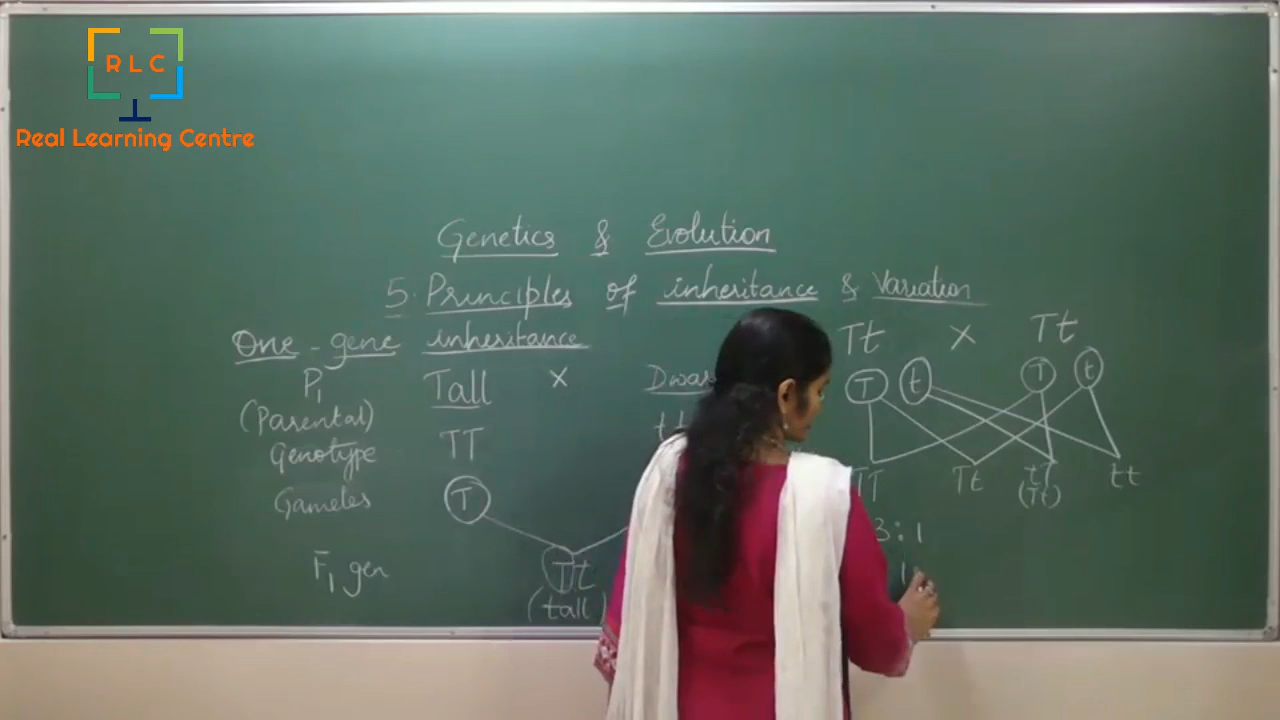 R L C
Real Learning Centre
Genetics & Evolution
5. Principles of inheritance & Variation
One - gene inheritance
P1 Tall x
(Parental)
Genotype TT
Gametes T
F1 gen Tt
(tall)
Tt x Tt
T t T t
TT Tt tT tt
(Tt)
3:1
1